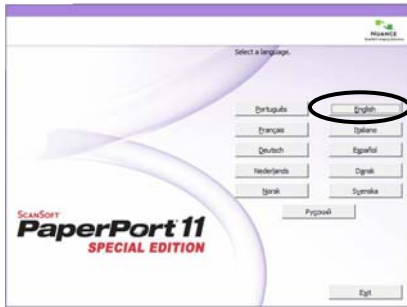 NUANCE
Select a language.
Português English
Français Italiano
Deutsch Español
Nederlands Dansk
Norsk Svenska
Русский
SCANSOFT
PaperPort 11
SPECIAL EDITION
Exit